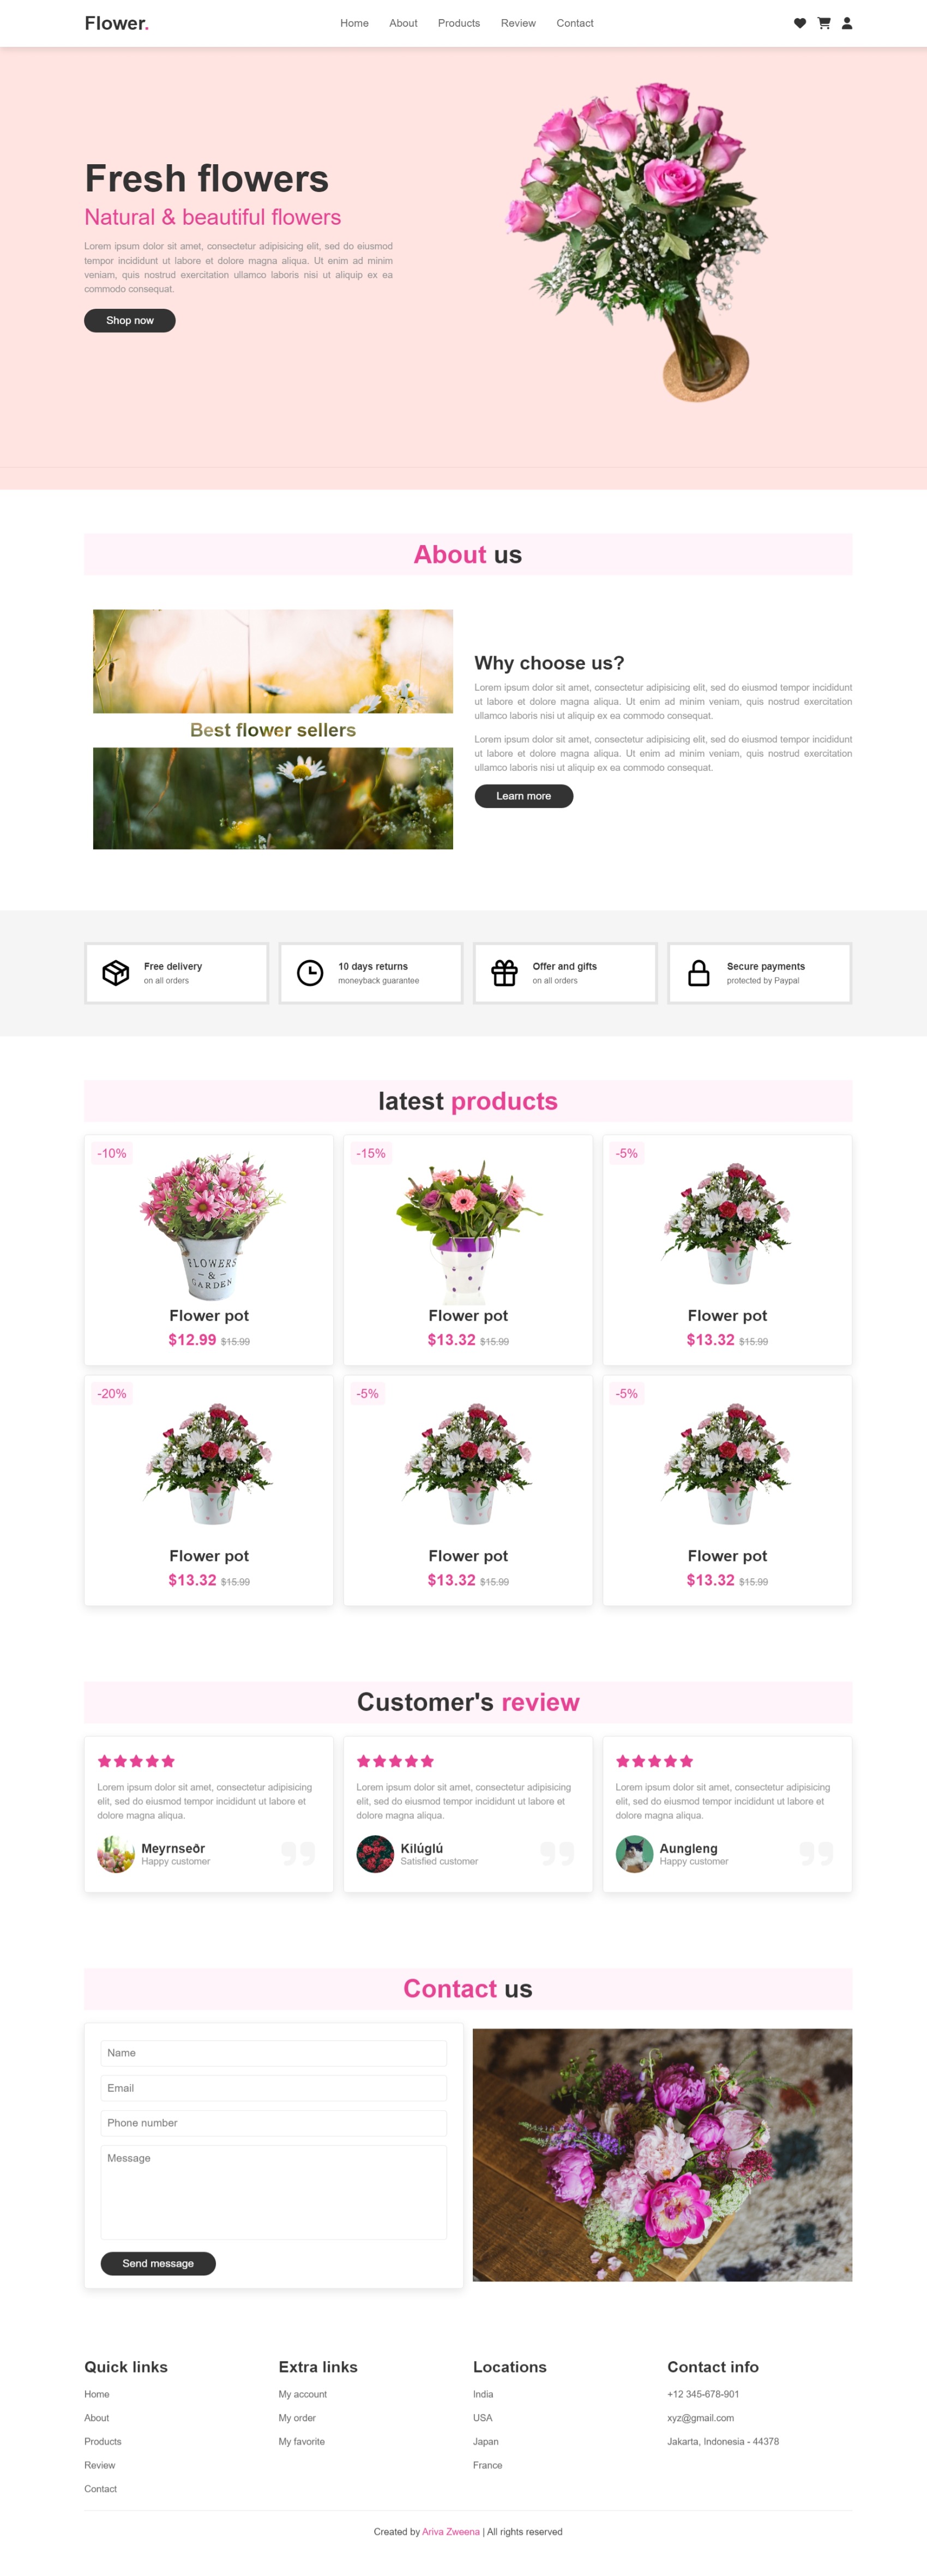 Flower.
Home About Products Review Contact
Fresh flowers
Natural & beautiful flowers
Lorem ipsum dolor sit amet, consectetur adipisicing elit, sed do eiusmod
tempor incididunt ut labore et dolore magna aliqua. Ut enim ad minim
veniam, quis nostrud exercitation ullamco laboris nisi ut aliquip ex ea
commodo consequat.
Shop now
About us
Best flower sellers
Why choose us?
Lorem ipsum dolor sit amet, consectetur adipisicing elit, sed do eiusmod tempor incididunt
ut labore et dolore magna aliqua. Ut enim ad minim veniam, quis nostrud exercitation
ullamco laboris nisi ut aliquip ex ea commodo consequat.
Lorem ipsum dolor sit amet, consectetur adipisicing elit, sed do eiusmod tempor incididunt
ut labore et dolore magna aliqua. Ut enim ad minim veniam, quis nostrud exercitation
ullamco laboris nisi ut aliquip ex ea commodo consequat.
Learn more
Free delivery
on all orders
10 days returns
moneyback guarantee
Offer and gifts
on all orders
Secure payments
protected by Paypal
latest products
-10%
FLOWERS
&
GARDEN
Flower pot
$12.99 $15.99
-15%
Flower pot
$13.32 $15.99
-5%
Flower pot
$13.32 $15.99
-20%
Flower pot
$13.32 $15.99
-5%
Flower pot
$13.32 $15.99
-5%
Flower pot
$13.32 $15.99
Customer's review
Lorem ipsum dolor sit amet, consectetur adipisicing
elit, sed do eiusmod tempor incididunt ut labore et
dolore magna aliqua.
Meyrnseðr
Happy customer
Lorem ipsum dolor sit amet, consectetur adipisicing
elit, sed do eiusmod tempor incididunt ut labore et
dolore magna aliqua.
Kilúglú
Satisfied customer
Lorem ipsum dolor sit amet, consectetur adipisicing
elit, sed do eiusmod tempor incididunt ut labore et
dolore magna aliqua.
Aungleng
Happy customer
Contact us
Name
Email
Phone number
Message
Send message
Quick links
Home
About
Products
Review
Contact
Extra links
My account
My order
My favorite
Locations
India
USA
Japan
France
Contact info
+12 345-678-901
xyz@gmail.com
Jakarta, Indonesia - 44378
Created by Ariva Zweena | All rights reserved